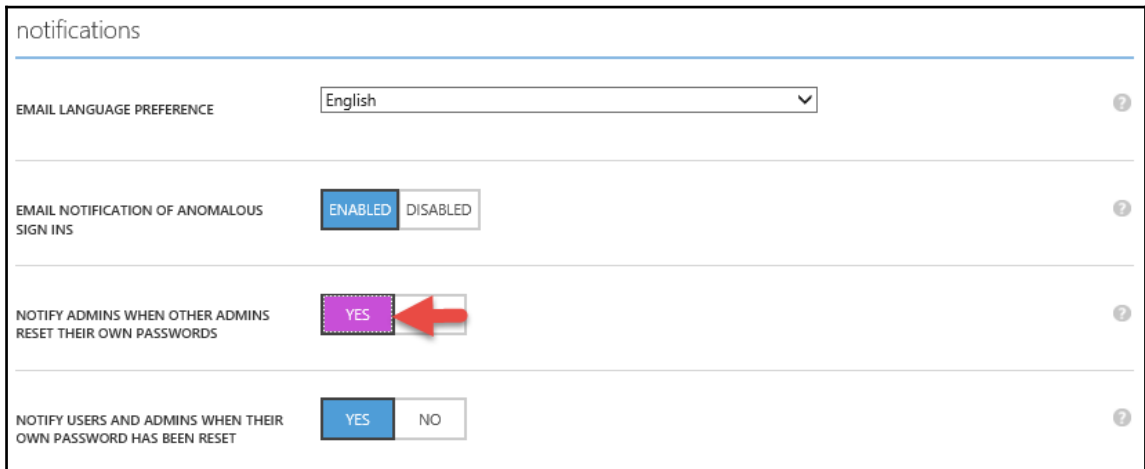 notifications
EMAIL LANGUAGE PREFERENCE
English
?
EMAIL NOTIFICATION OF ANOMALOUS
SIGN INS
ENABLED DISABLED
?
NOTIFY ADMINS WHEN OTHER ADMINS
RESET THEIR OWN PASSWORDS
YES
?
NOTIFY USERS AND ADMINS WHEN THEIR
OWN PASSWORD HAS BEEN RESET
YES NO
?